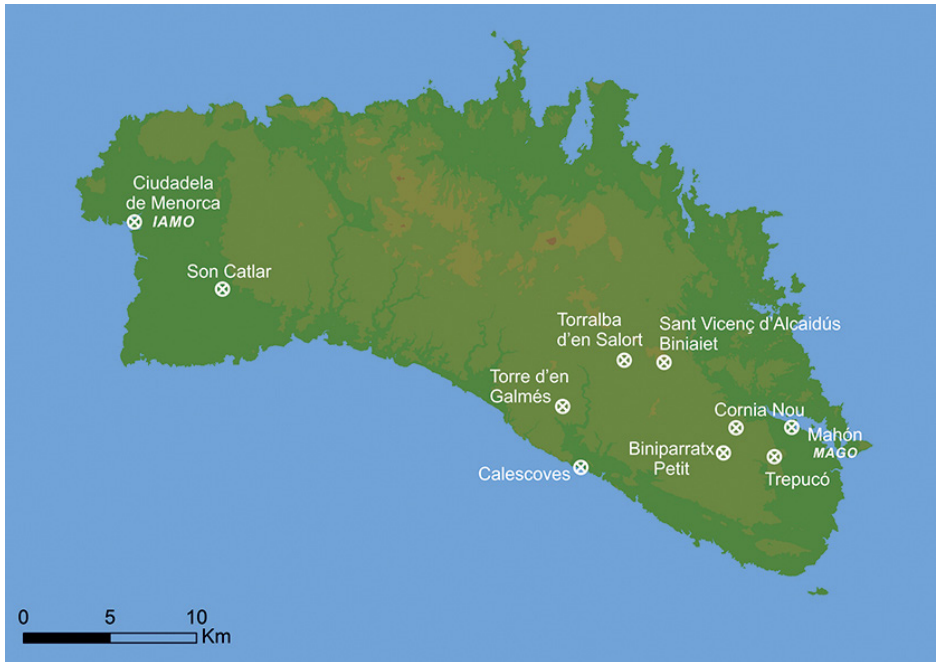 Ciudadela
de Menorca
IAMO
Son Catlar
Torralba
d'en Salort
Sant Vicenç d'Alcaidús
Biniaiet
Torre d'en
Galmés
Cornia Nou
Mahón
MAGO
Biniparratx
Petit
Trepucó
Calescoves
0 5 10
Km